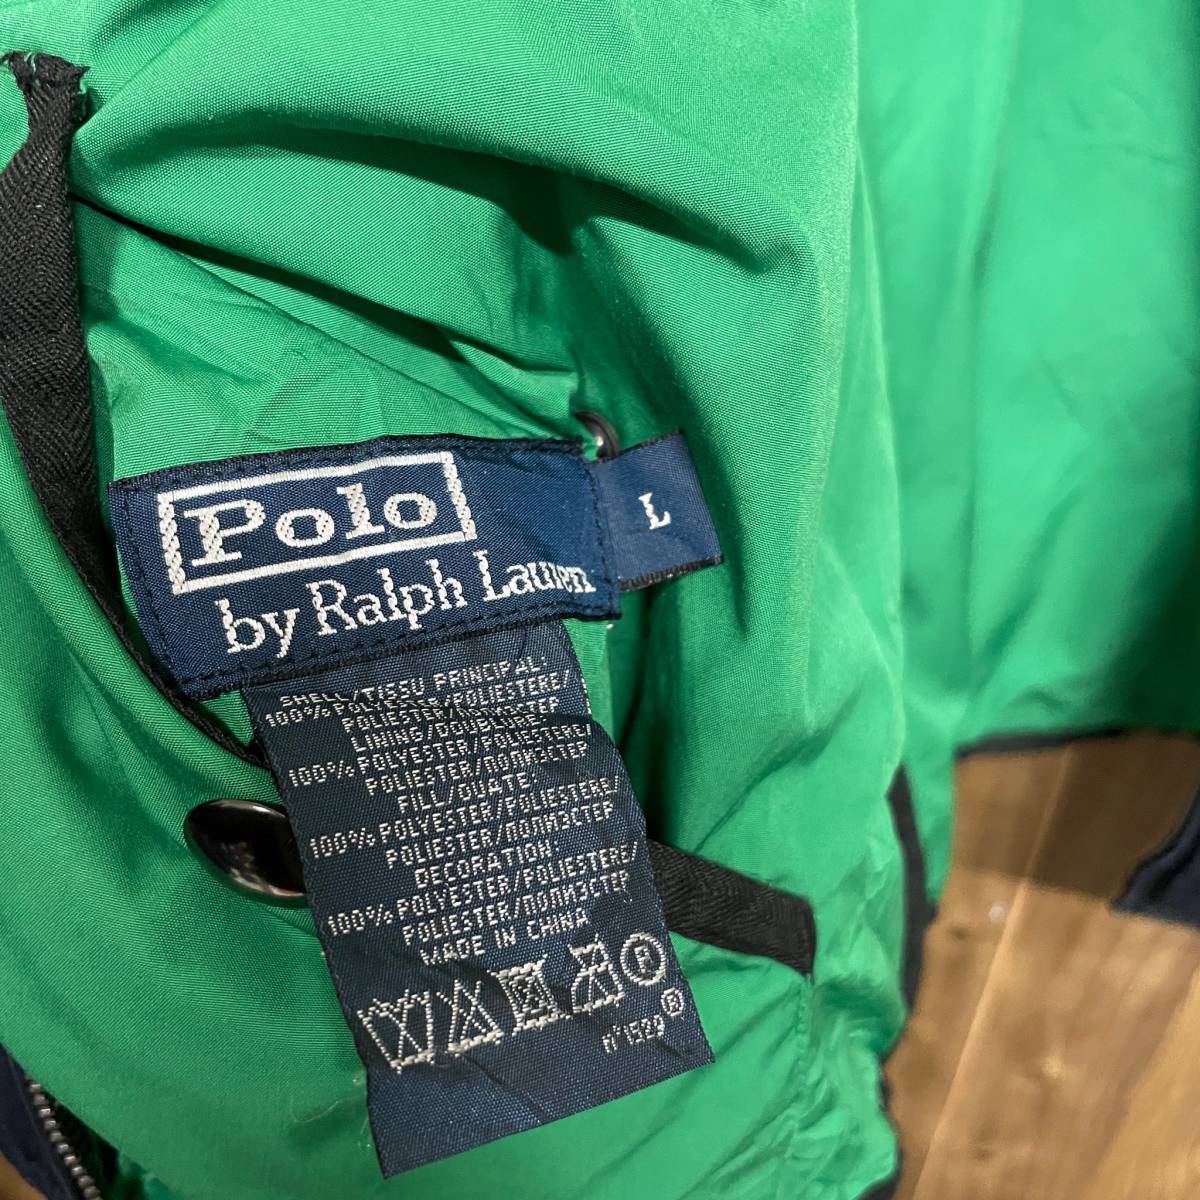 Polo
by Ralph Lauren
L
SHELL/TISSU PRINCIPAL:
100% POLYESTER/POLIESTERE/
POLIESTER/ПОЛИЭСТЕР
LINING/DOUBLURE
100% POLYESTER/POLIESTERE/
POLIESTER/ПОЛИЭСТЕР
FILL/OUATE:
100% POLYESTER/POLIESTERE/
POLIESTER/ПОЛИЭСТЕР
DECORATION
100% POLYESTER/POLIESTERE/
POLIESTER/ПОЛИЭСТЕР
MADE IN CHINA
P
®